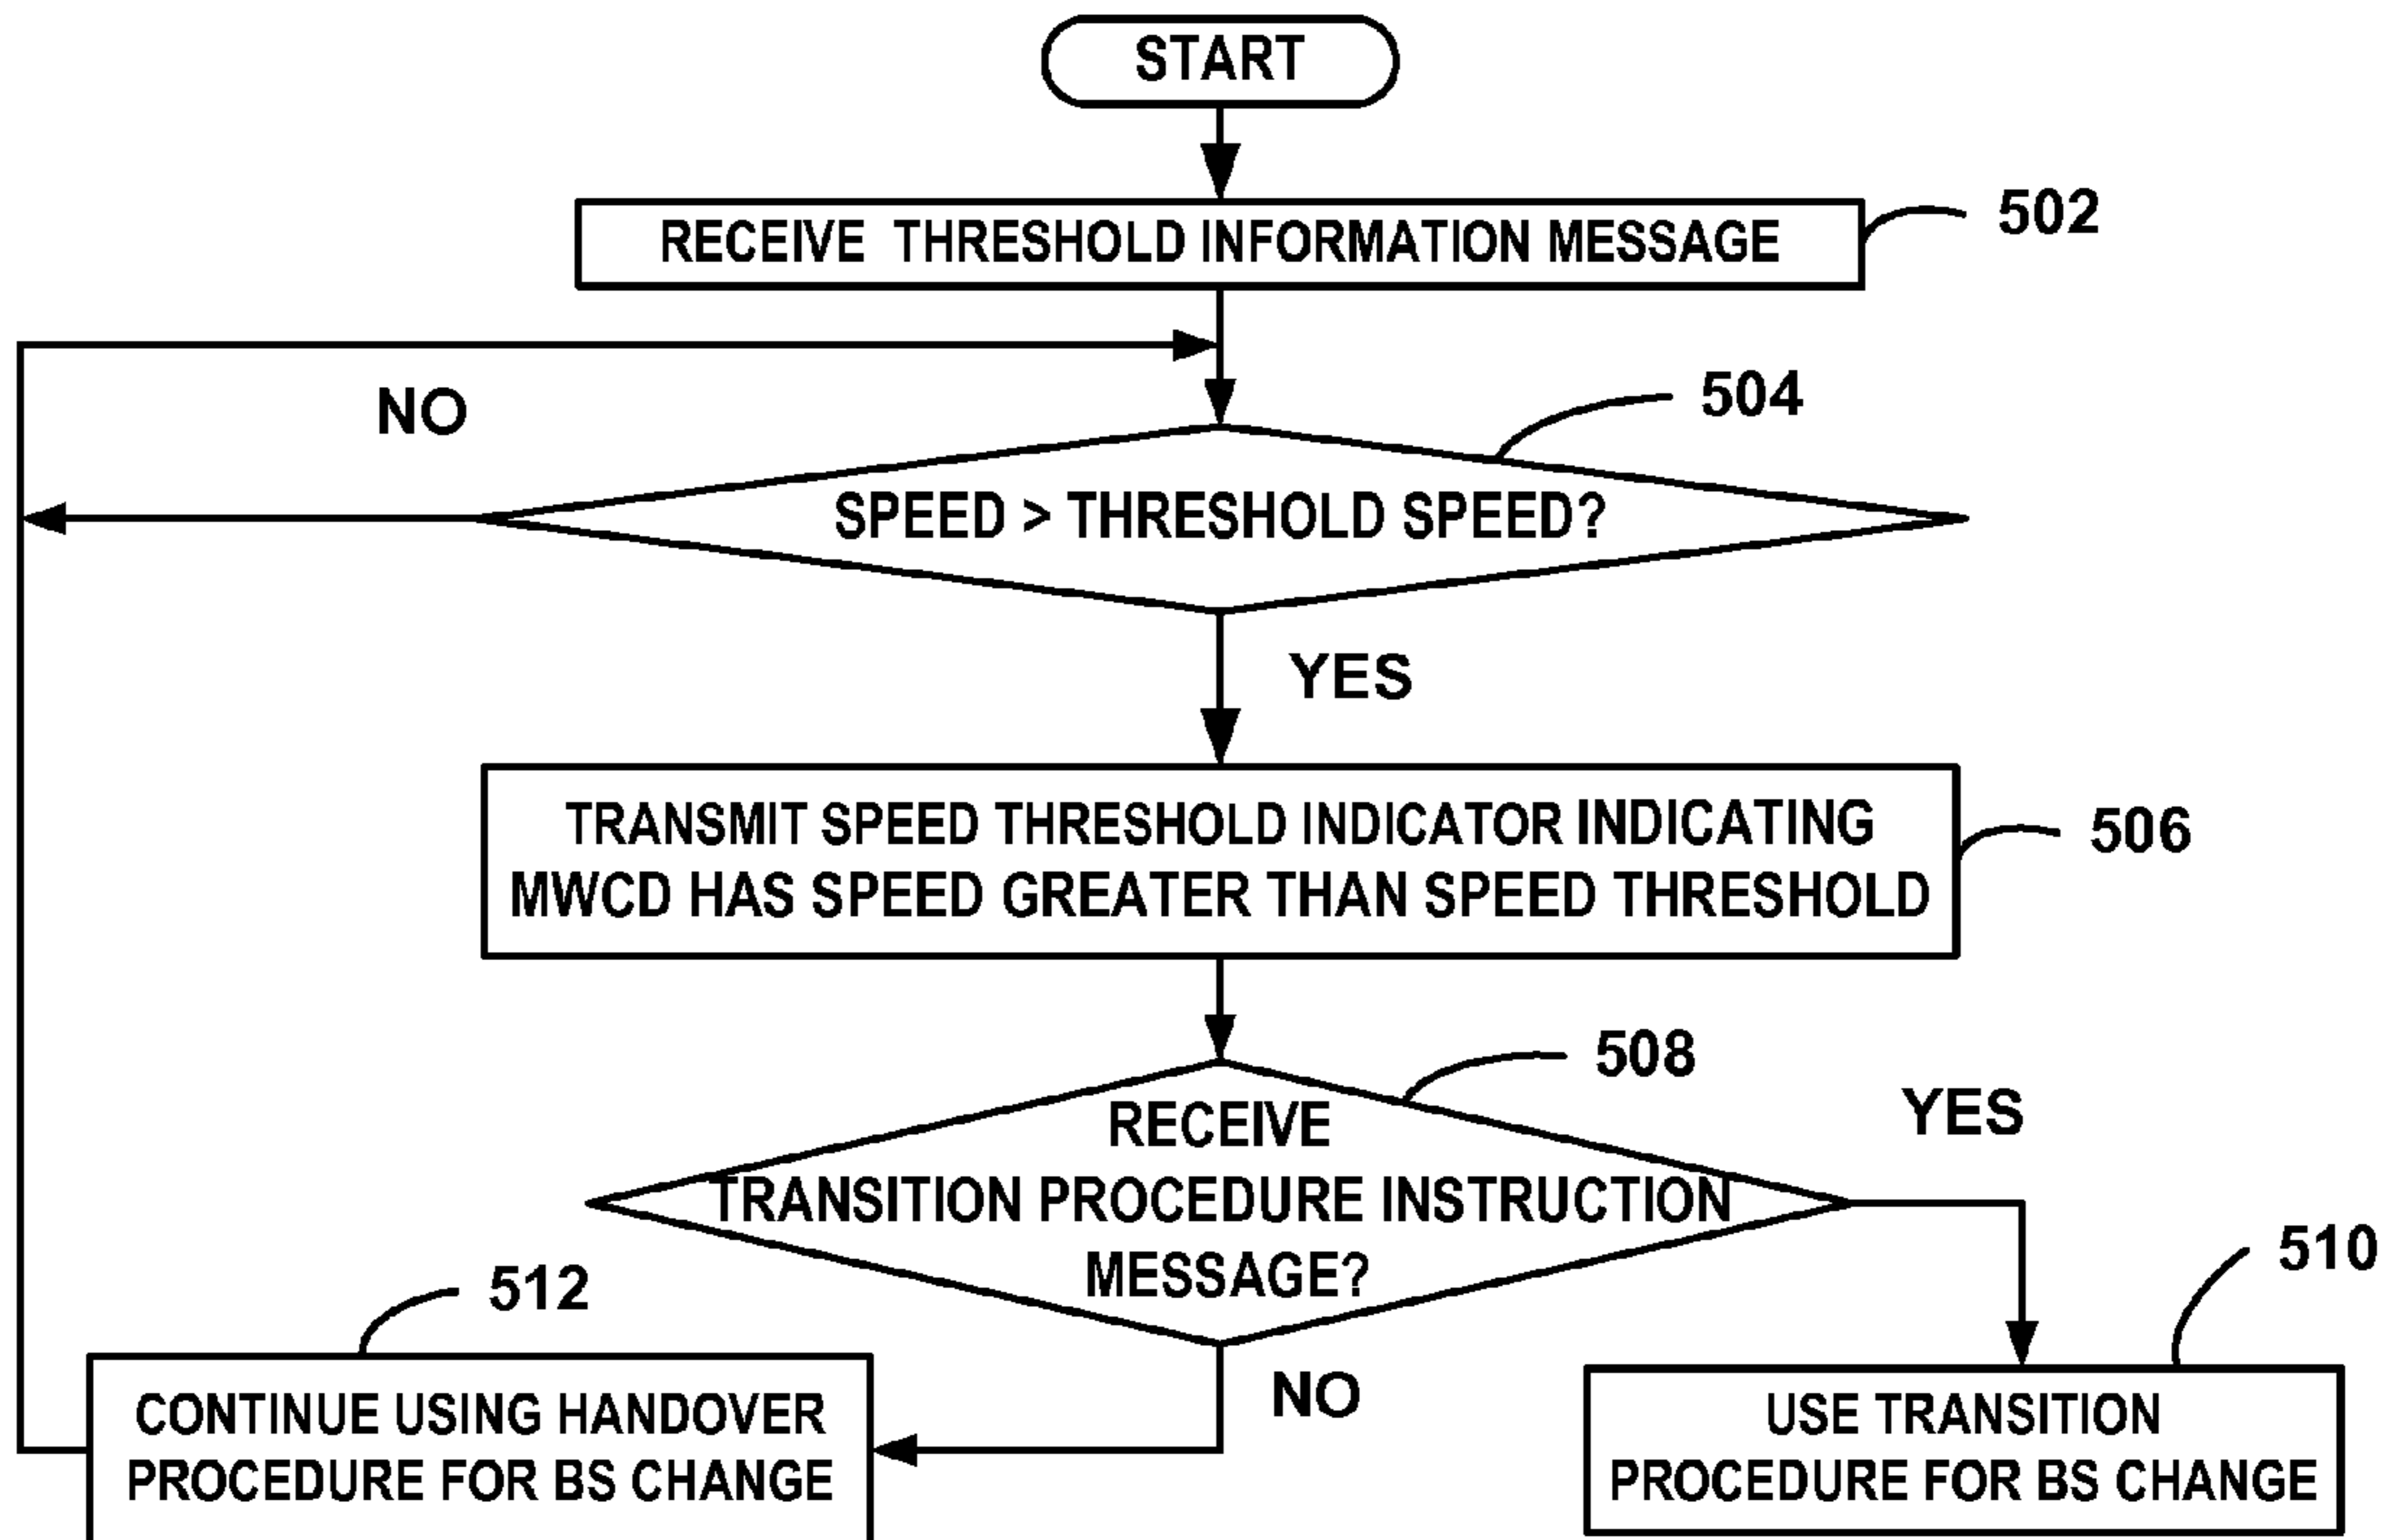 START
RECEIVE THRESHOLD INFORMATION MESSAGE
502
NO
504
SPEED > THRESHOLD SPEED?
YES
TRANSMIT SPEED THRESHOLD INDICATOR INDICATING
MWCD HAS SPEED GREATER THAN SPEED THRESHOLD
506
508
RECEIVE
TRANSITION PROCEDURE INSTRUCTION
MESSAGE?
YES
510
512
NO
CONTINUE USING HANDOVER
PROCEDURE FOR BS CHANGE
USE TRANSITION
PROCEDURE FOR BS CHANGE